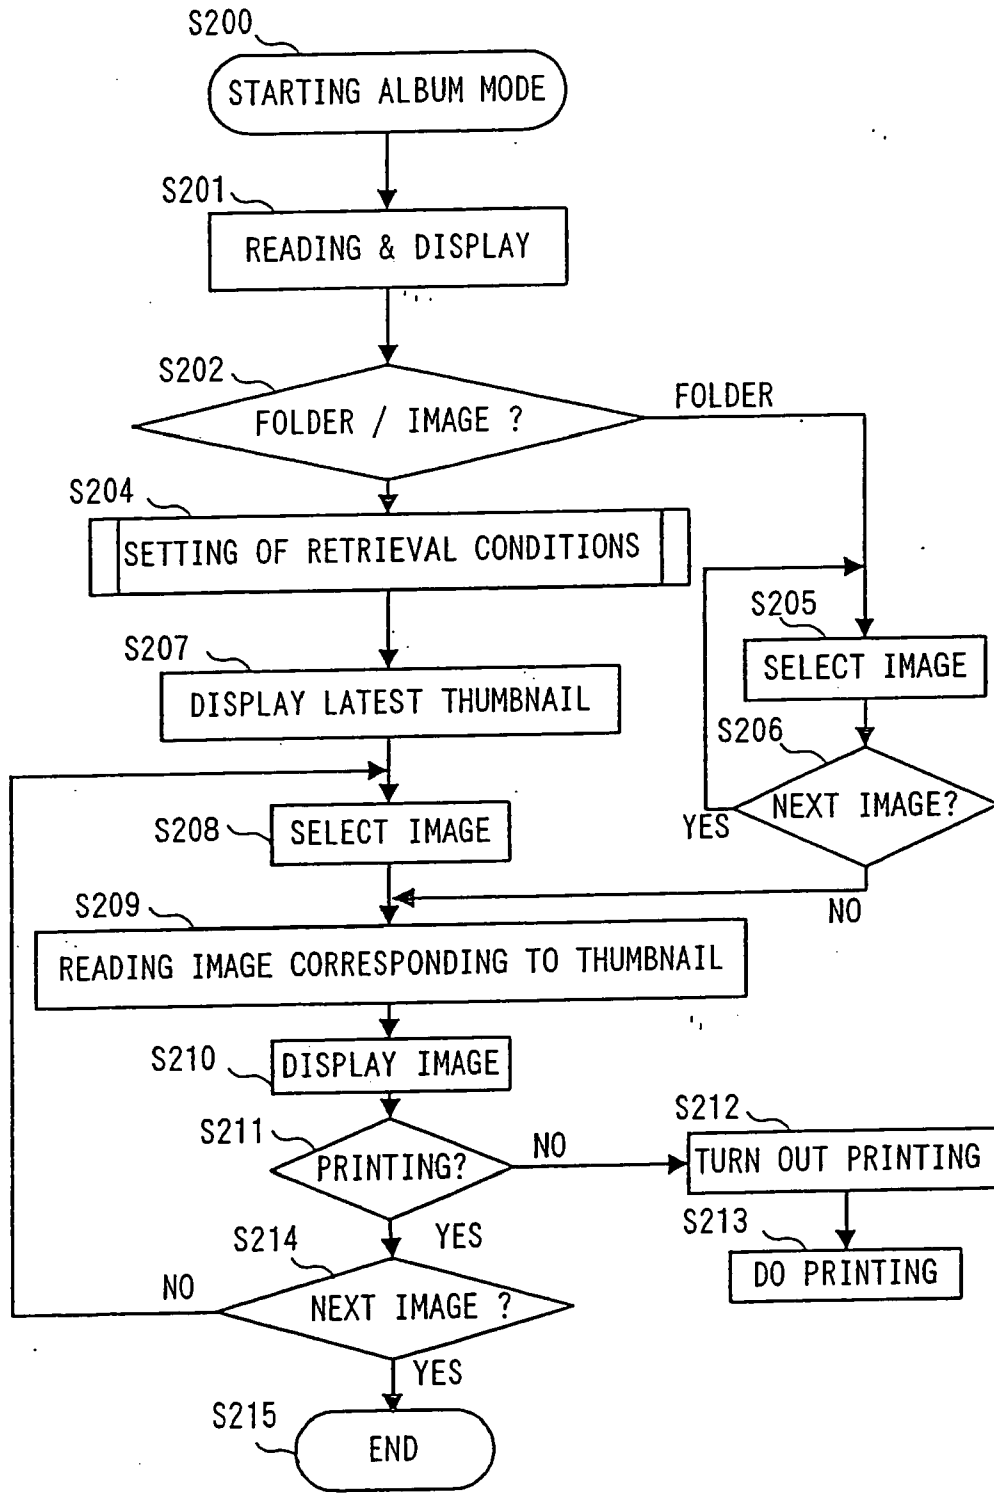 S200
STARTING ALBUM MODE
S201
READING & DISPLAY
S202
FOLDER / IMAGE ?
FOLDER
S204
SETTING OF RETRIEVAL CONDITIONS
S205
SELECT IMAGE
S207
DISPLAY LATEST THUMBNAIL
S206
NEXT IMAGE?
YES
NO
S208
SELECT IMAGE
S209
READING IMAGE CORRESPONDING TO THUMBNAIL
S210
DISPLAY IMAGE
S211
PRINTING?
NO
YES
S212
TURN OUT PRINTING
S213
DO PRINTING
S214
NEXT IMAGE ?
NO
YES
S215
END